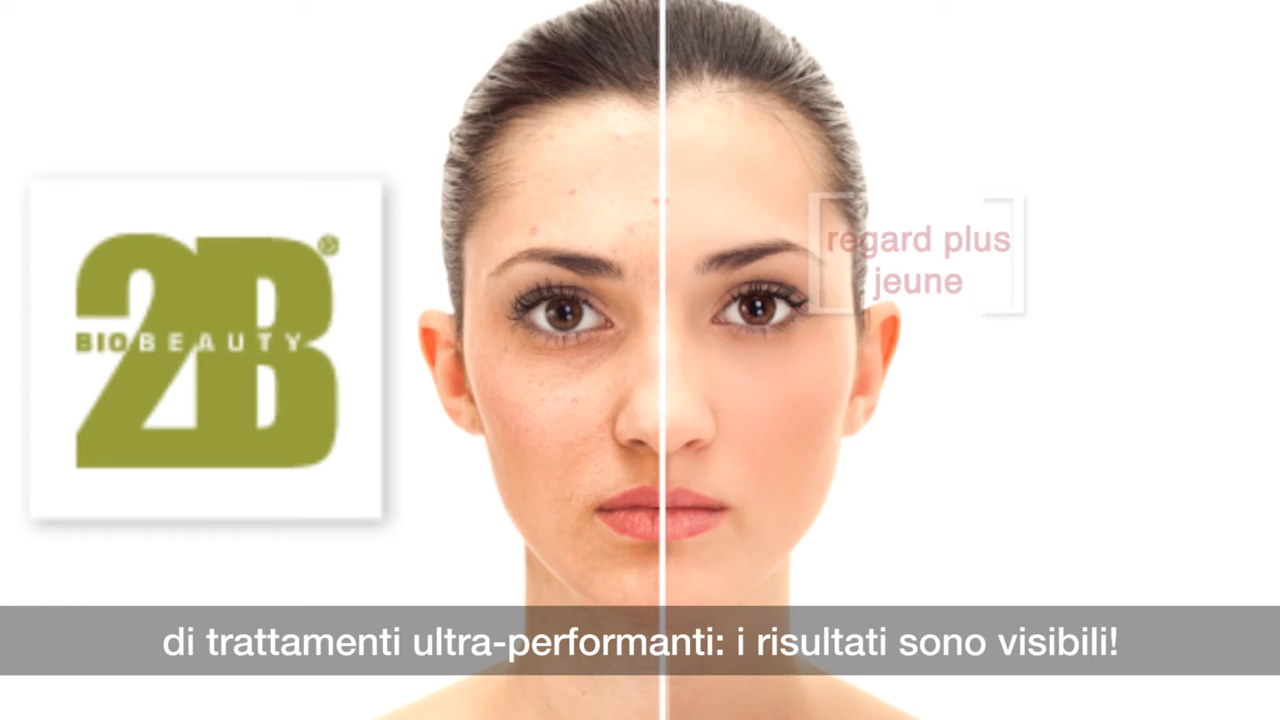 2B®
BIO BEAUTY
regard plus
jeune
di trattamenti ultra-performanti: i risultati sono visibili!